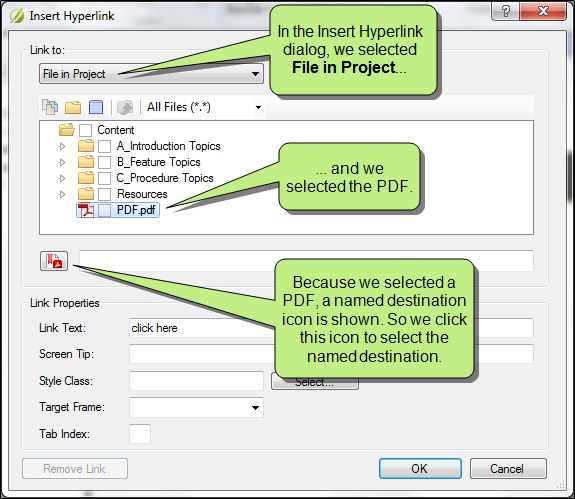 Insert Hyperlink
?
Link to:
File in Project
In the Insert Hyperlink
dialog, we selected
File in Project...
All Files (*.*)
Content
A_Introduction Topics
B_Feature Topics
C_Procedure Topics
Resources
PDF.pdf
... and we
selected the PDF.
Because we selected a
PDF, a named destination
icon is shown. So we click
this icon to select the
named destination.
Link Properties
Link Text:
click here
Screen Tip:
Style Class:
Select...
Target Frame:
Tab Index:
Remove Link
OK
Cancel